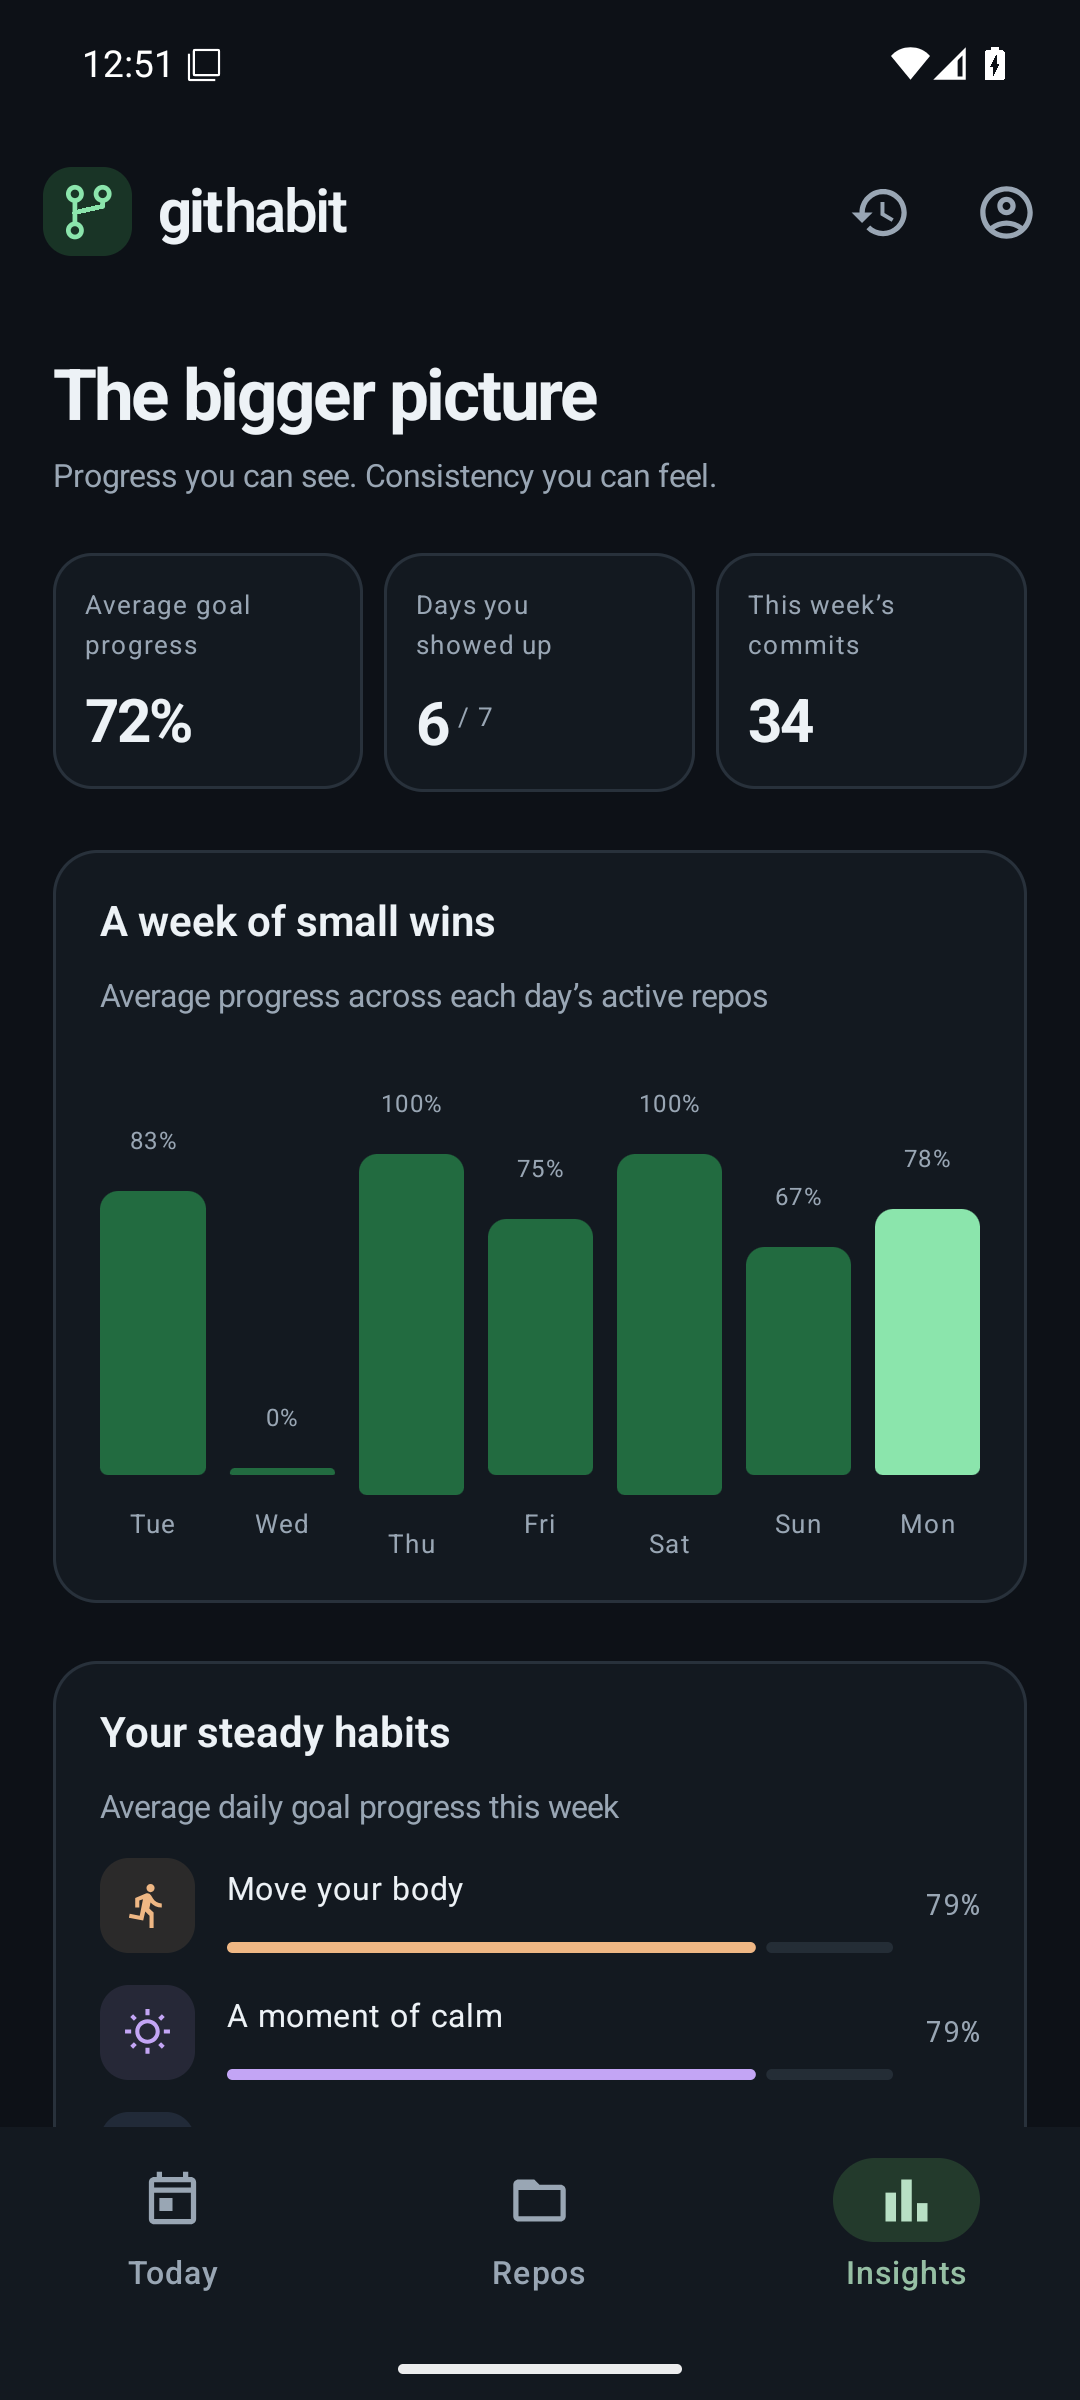 12:51
githabit
The bigger picture
Progress you can see. Consistency you can feel.
Average goal
progress
72%
Days you
showed up
6 / 7
This week’s
commits
34
A week of small wins
Average progress across each day’s active repos
83%
0%
100%
75%
100%
67%
78%
Tue
Wed
Thu
Fri
Sat
Sun
Mon
Your steady habits
Average daily goal progress this week
Move your body
79%
A moment of calm
79%
Today
Repos
Insights